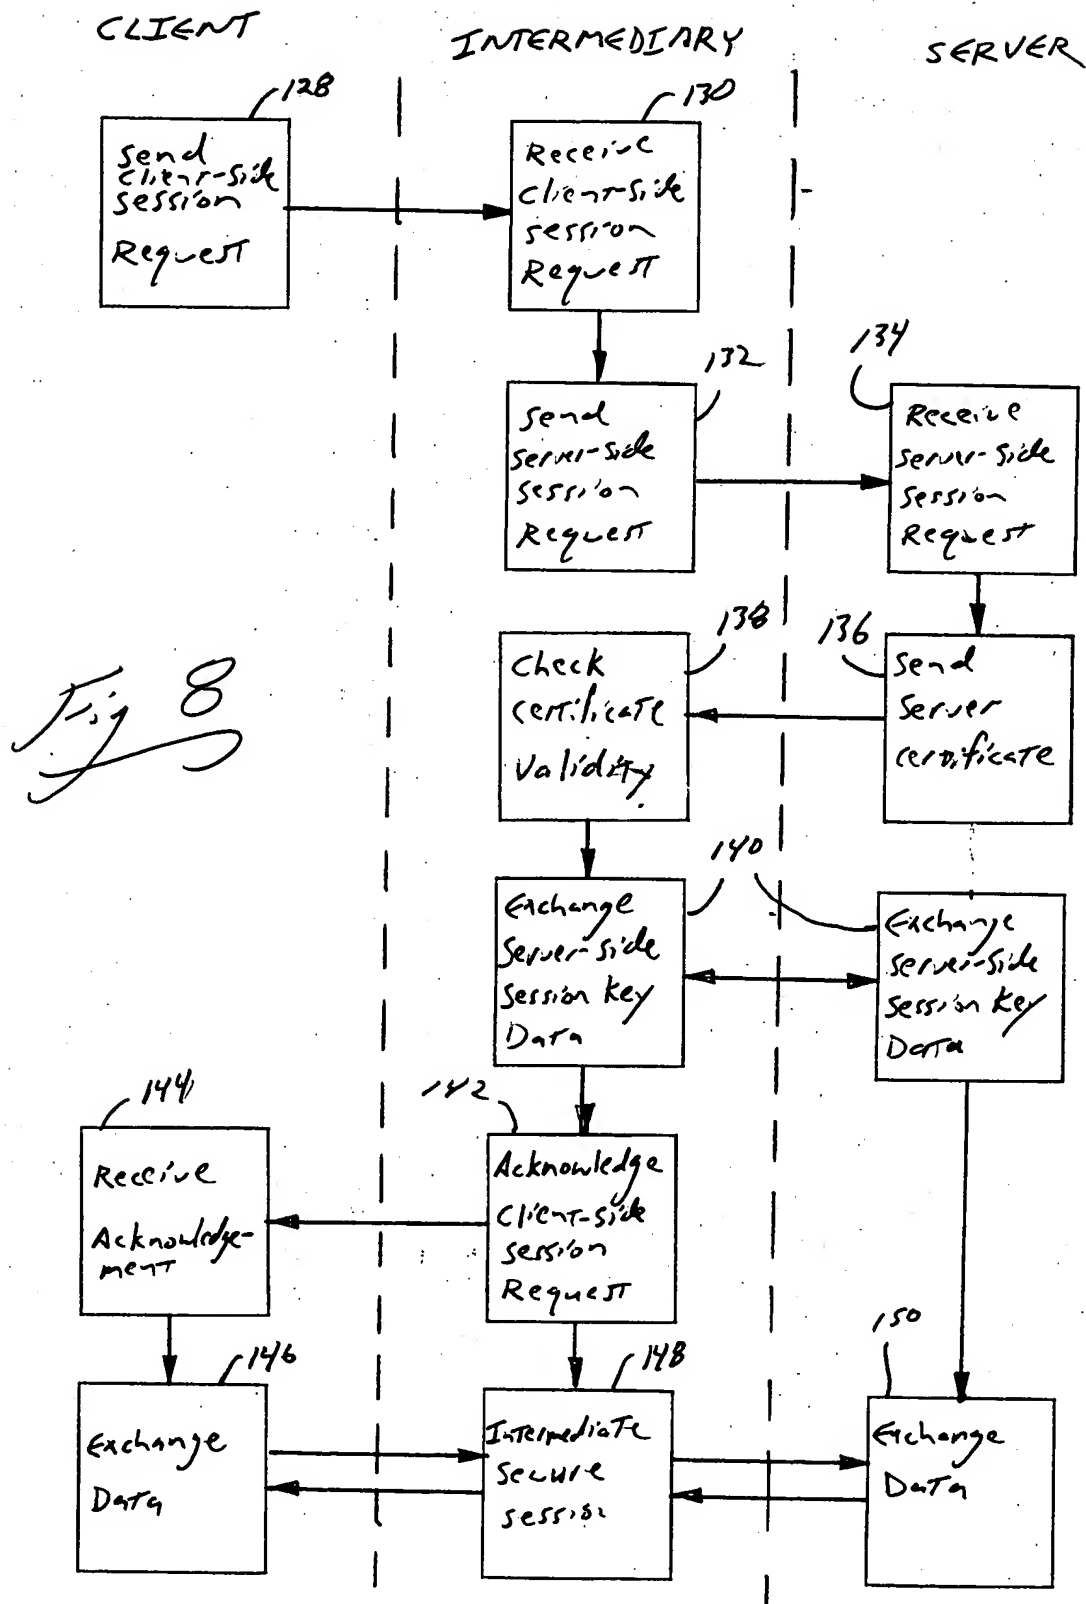 CLIENT
INTERMEDIARY
SERVER
128
Send
Client-Side
Session
Request
130
Receive
Client-Side
Session
Request
132
Send
Server-Side
Session
Request
134
Receive
Server-Side
Session
Request
138
Check
Certificate
Validity
136
Send
Server
Certificate
Fig 8
140
Exchange
Server-Side
Session Key
Data
Exchange
Server-Side
Session Key
Data
144
Receive
Acknowledge-
ment
142
Acknowledge
Client-Side
Session
Request
146
Exchange
Data
148
Intermediate
Secure
Session
150
Exchange
Data